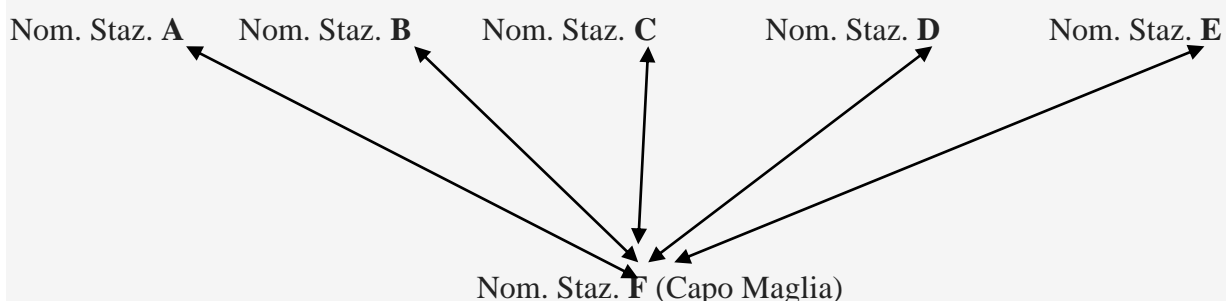 Nom. Staz. A Nom. Staz. B Nom. Staz. C Nom. Staz. D Nom. Staz. E
Nom. Staz. F (Capo Maglia)